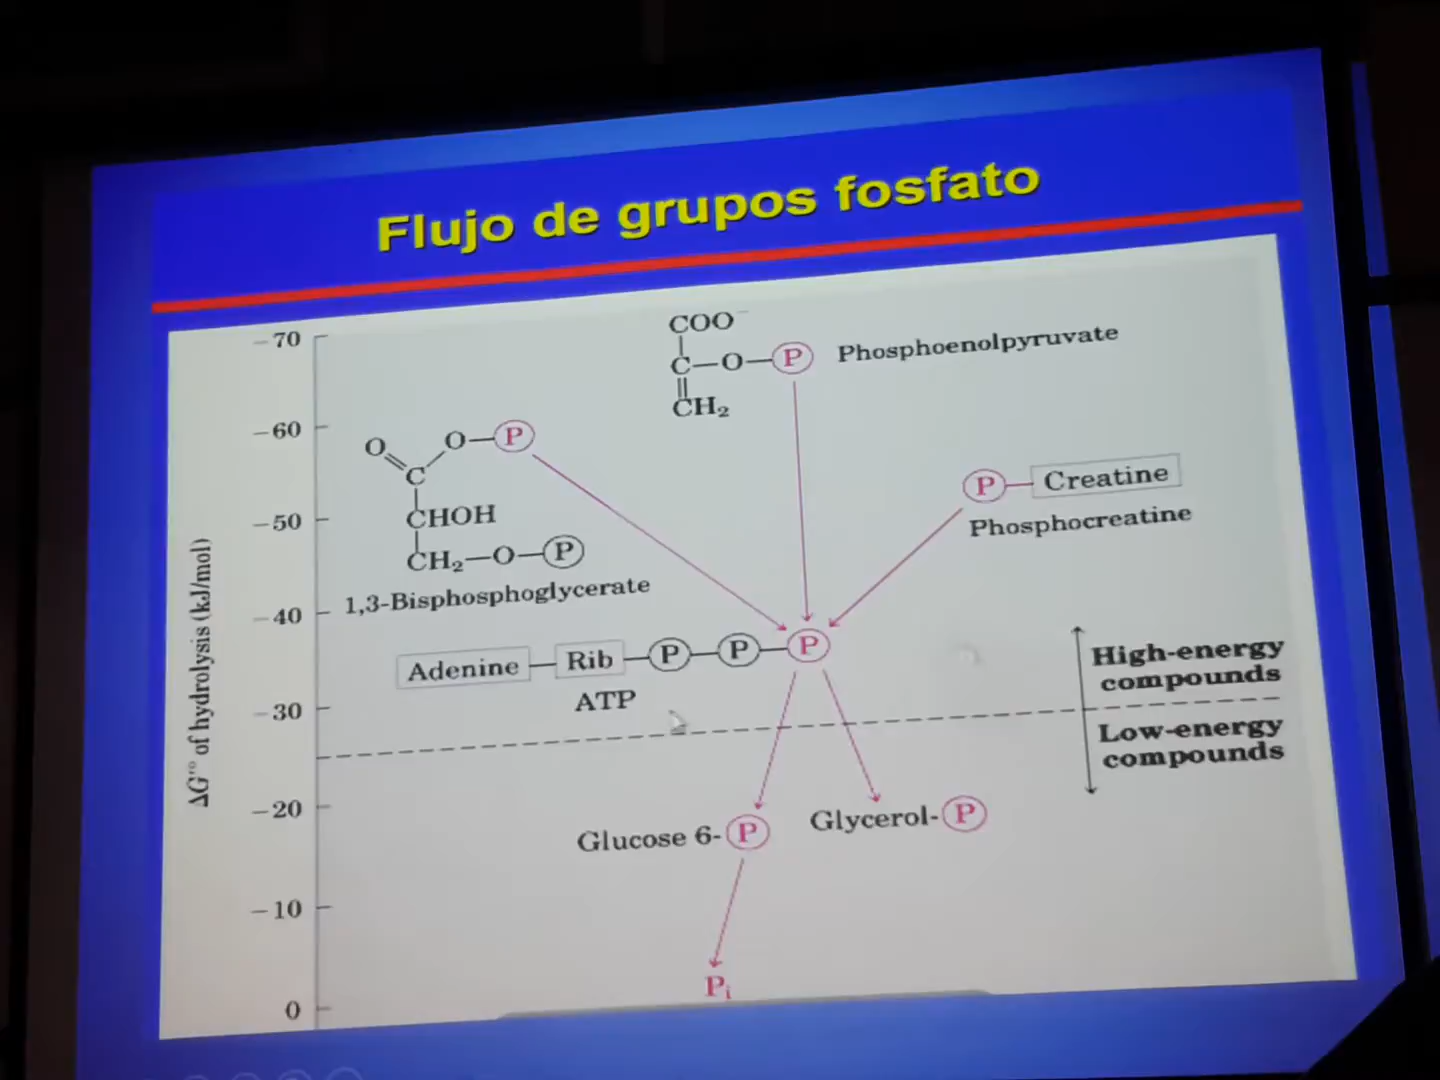 Flujo de grupos fosfato
ΔG'° of hydrolysis (kJ/mol)
−70
−60
−50
−40
−30
−20
−10
0
COO⁻
C—O—P
CH₂
Phosphoenolpyruvate
O
O—P
C
CHOH
CH₂—O—P
1,3-Bisphosphoglycerate
P—Creatine
Phosphocreatine
Adenine—Rib—P—P—P
ATP
High-energy
compounds
Low-energy
compounds
Glucose 6-P
Glycerol-P
Pᵢ